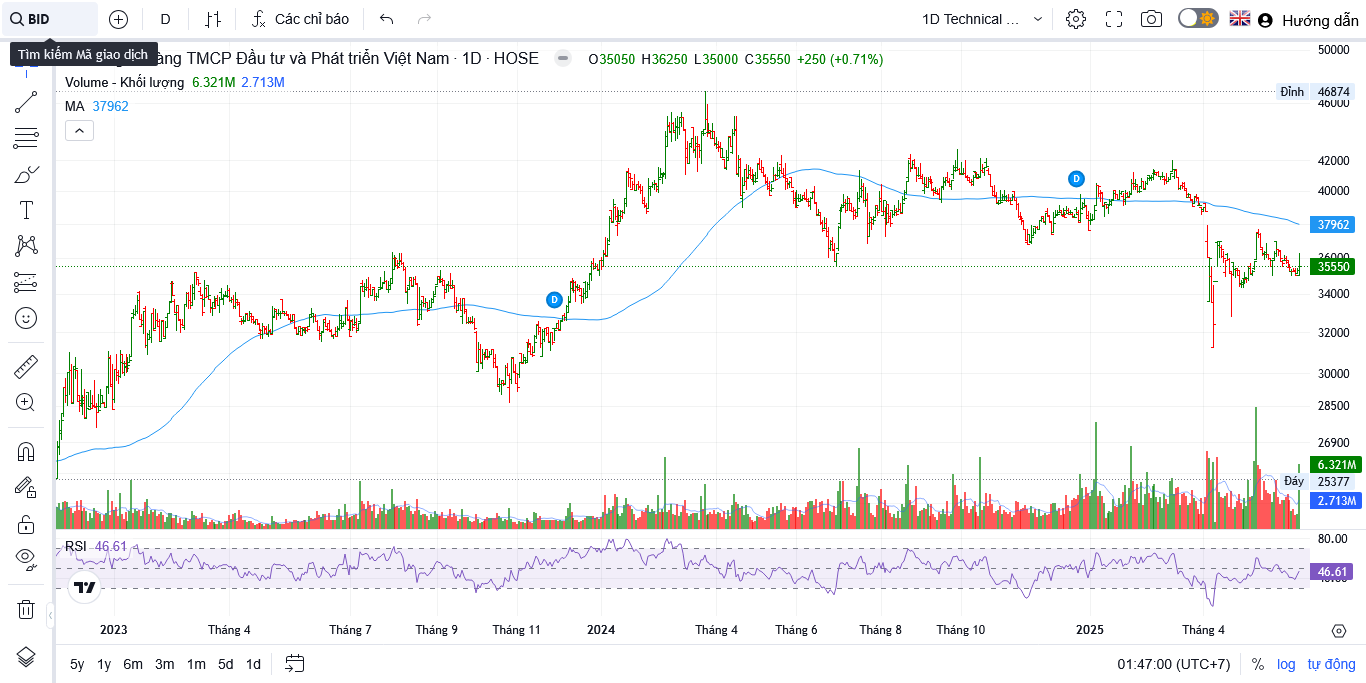 BID D Các chỉ báo 1D Technical ... Hướng dẫn
Tìm kiếm Mã giao dịch
àng TMCP Đầu tư và Phát triển Việt Nam · 1D · HOSE O35050 H36250 L35000 C35550 +250 (+0.71%)
Volume - Khối lượng 6.321M 2.713M
MA 37962
50000
Đỉnh 46874
46000
42000
40000
37962
36000
35550
34000
32000
30000
28500
26900
6.321M
Đáy 25377
2.713M
D
D
T
RSI 46.61
80.00
46.61
40.00
2023 Tháng 4 Tháng 7 Tháng 9 Tháng 11 2024 Tháng 4 Tháng 6 Tháng 8 Tháng 10 2025 Tháng 4
5y 1y 6m 3m 1m 5d 1d 01:47:00 (UTC+7) % log tự động